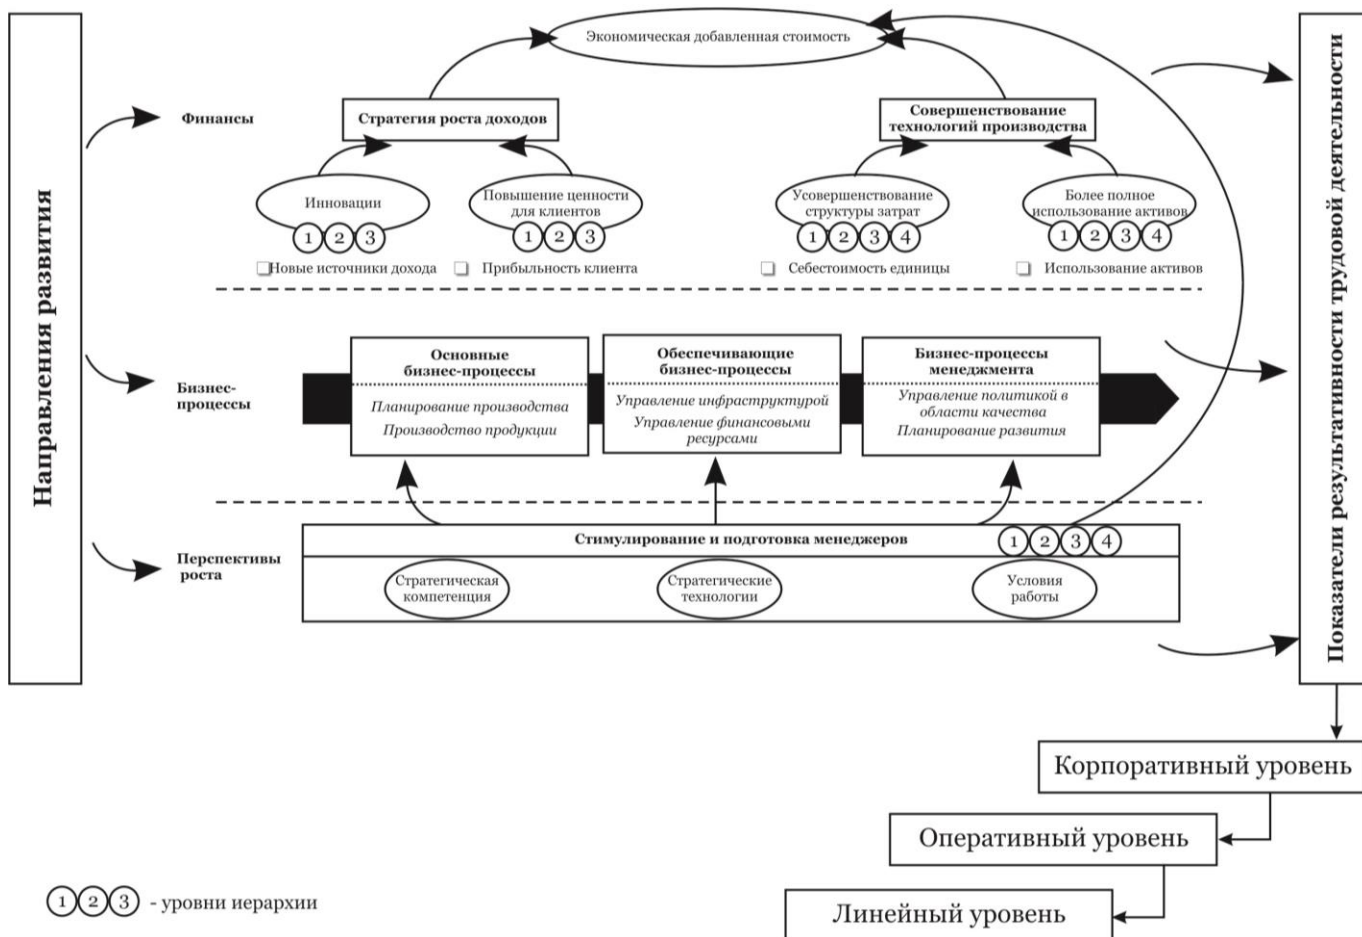 Направления развития
Экономическая добавленная стоимость
Финансы
Стратегия роста доходов
Совершенствование
технологий производства
Инновации
1 2 3
Повышение ценности
для клиентов
1 2 3
Усовершенствование
структуры затрат
1 2 3 4
Более полное
использование активов
1 2 3 4
Новые источники дохода
Прибыльность клиента
Себестоимость единицы
Использование активов
Бизнес-
процессы
Основные
бизнес-процессы
Планирование производства
Производство продукции
Обеспечивающие
бизнес-процессы
Управление инфраструктурой
Управление финансовыми
ресурсами
Бизнес-процессы
менеджмента
Управление политикой в
области качества
Планирование развития
Перспективы
роста
Стимулирование и подготовка менеджеров
1 2 3 4
Стратегическая
компетенция
Стратегические
технологии
Условия
работы
Показатели результативности трудовой деятельности
Корпоративный уровень
Оперативный уровень
Линейный уровень
1 2 3 - уровни иерархии